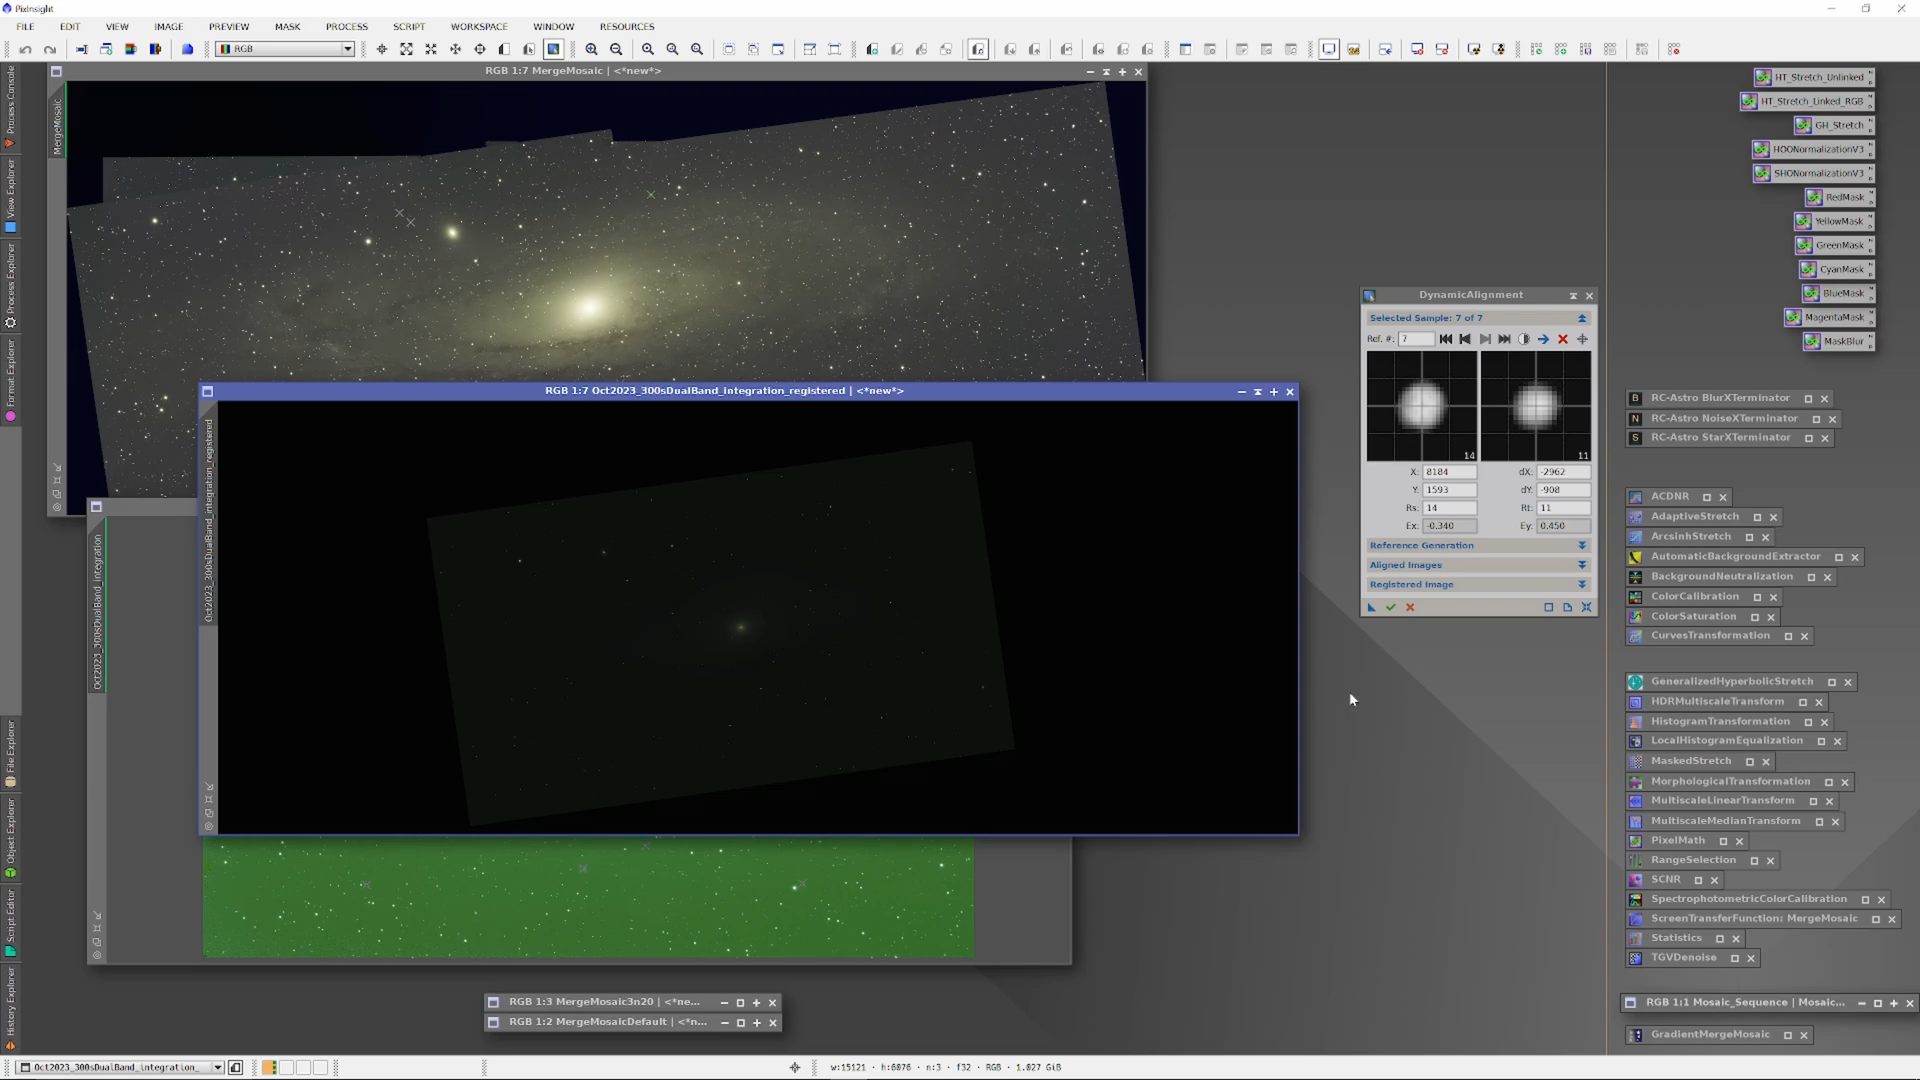 PixInsight
FILE EDIT VIEW IMAGE PREVIEW MASK PROCESS SCRIPT WORKSPACE WINDOW RESOURCES
RGB
Process Console
View Explorer
Process Explorer
Format Explorer
File Explorer
Object Explorer
Script Editor
History Explorer
RGB 1:7 MergeMosaic | <*new*>
MergeMosaic
RGB 1:7 Oct2023_300sDualBand_integration_registered | <*new*>
Oct2023_300sDualBand_integration_registered
Oct2023_300sDualBand_integration
RGB 1:3 MergeMosaic3n20 | <*ne...
RGB 1:2 MergeMosaicDefault | <*n...
DynamicAlignment
Selected Sample: 7 of 7
Ref. #: 7
14 11
X: 8184 dX: -2962
Y: 1593 dY: -908
Rs: 14 Rt: 11
Ex: -0.340 Ey: 0.450
Reference Generation
Aligned Images
Registered Image
HT_Stretch_Unlinked
HT_Stretch_Linked_RGB
GH_Stretch
HOONormalizationV3
SHONormalizationV3
RedMask
YellowMask
GreenMask
CyanMask
BlueMask
MagentaMask
MaskBlur
RC-Astro BlurXTerminator
RC-Astro NoiseXTerminator
RC-Astro StarXTerminator
ACDNR
AdaptiveStretch
ArcsinhStretch
AutomaticBackgroundExtractor
BackgroundNeutralization
ColorCalibration
ColorSaturation
CurvesTransformation
GeneralizedHyperbolicStretch
HDRMultiscaleTransform
HistogramTransformation
LocalHistogramEqualization
MaskedStretch
MorphologicalTransformation
MultiscaleLinearTransform
MultiscaleMedianTransform
PixelMath
RangeSelection
SCNR
SpectrophotometricColorCalibration
ScreenTransferFunction: MergeMosaic
Statistics
TGVDenoise
RGB 1:1 Mosaic_Sequence | Mosaic...
GradientMergeMosaic
Oct2023_300sDualBand_integration_
w:15121 · h:6076 · n:3 · f32 · RGB · 1.027 GiB